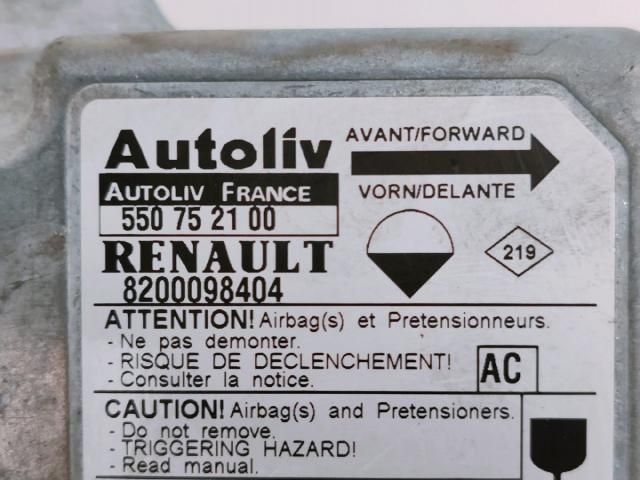 Autoliv
AVANT/FORWARD
AUTOLIV FRANCE
VORN/DELANTE
550 75 21 00
RENAULT
219
8200098404
ATTENTION! Airbag(s) et Pretensionneurs.
- Ne pas demonter.
- RISQUE DE DECLENCHEMENT!
- Consulter la notice.
AC
CAUTION! Airbag(s) and Pretensioners.
- Do not remove.
- TRIGGERING HAZARD!
- Read manual.